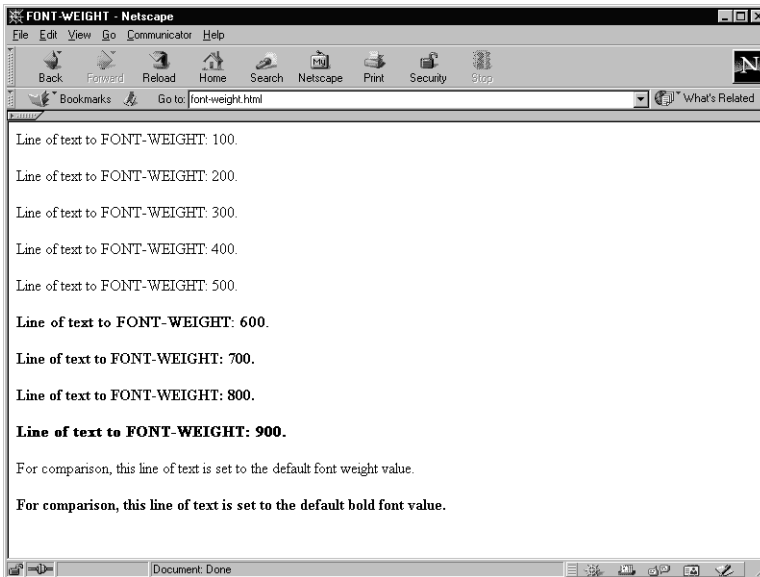 FONT-WEIGHT - Netscape
File Edit View Go Communicator Help
Back Forward Reload Home Search Netscape Print Security Stop
My
N
Bookmarks Go to: font-weight.html What's Related
Line of text to FONT-WEIGHT: 100.
Line of text to FONT-WEIGHT: 200.
Line of text to FONT-WEIGHT: 300.
Line of text to FONT-WEIGHT: 400.
Line of text to FONT-WEIGHT: 500.
Line of text to FONT-WEIGHT: 600.
Line of text to FONT-WEIGHT: 700.
Line of text to FONT-WEIGHT: 800.
Line of text to FONT-WEIGHT: 900.
For comparison, this line of text is set to the default font weight value.
For comparison, this line of text is set to the default bold font value.
Document: Done